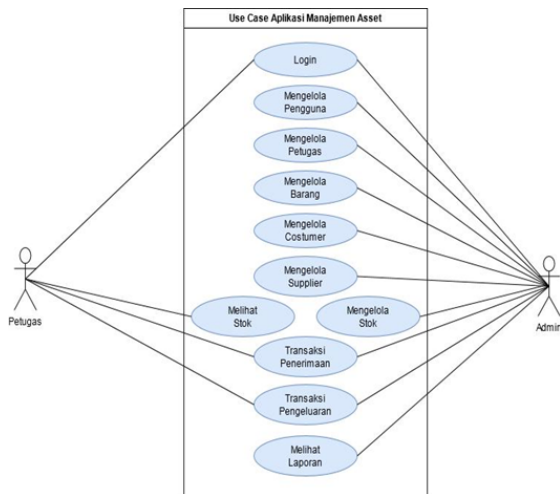 Use Case Aplikasi Manajemen Asset
Login
Mengelola
Pengguna
Mengelola
Petugas
Mengelola
Barang
Mengelola
Costumer
Mengelola
Supplier
Melihat
Stok
Mengelola
Stok
Petugas
Admin
Transaksi
Penerimaan
Transaksi
Pengeluaran
Melihat
Laporan